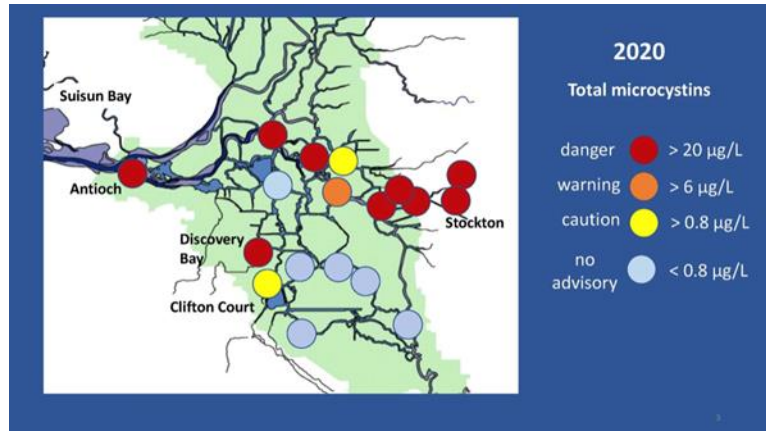 2020
Total microcystins
danger > 20 µg/L
warning > 6 µg/L
caution > 0.8 µg/L
no
advisory < 0.8 µg/L
Suisun Bay
Antioch
Stockton
Discovery
Bay
Clifton Court